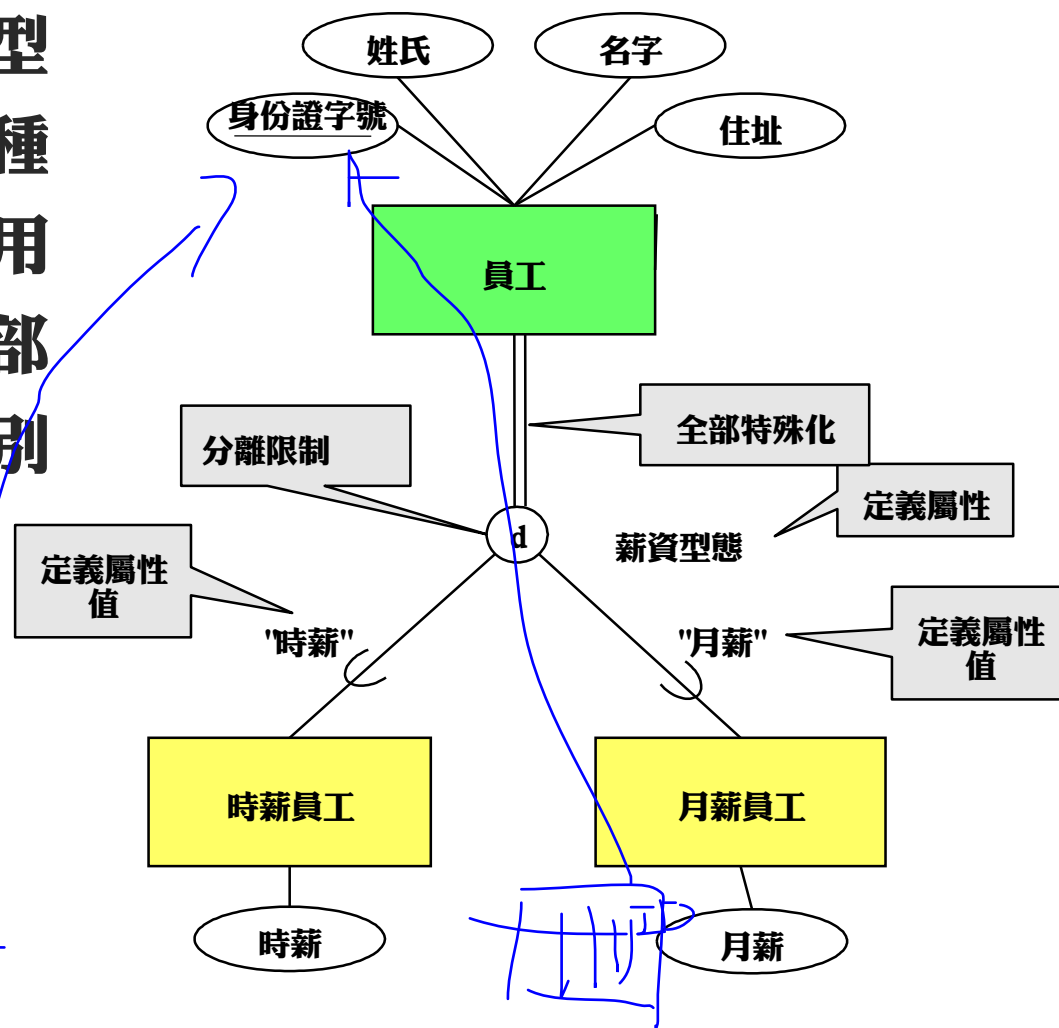 型
種
用
部
別
姓氏
名字
身份證字號
住址
員工
全部特殊化
分離限制
定義屬性
d
薪資型態
定義屬性
值
"時薪"
"月薪"
定義屬性
值
時薪員工
月薪員工
時薪
月薪